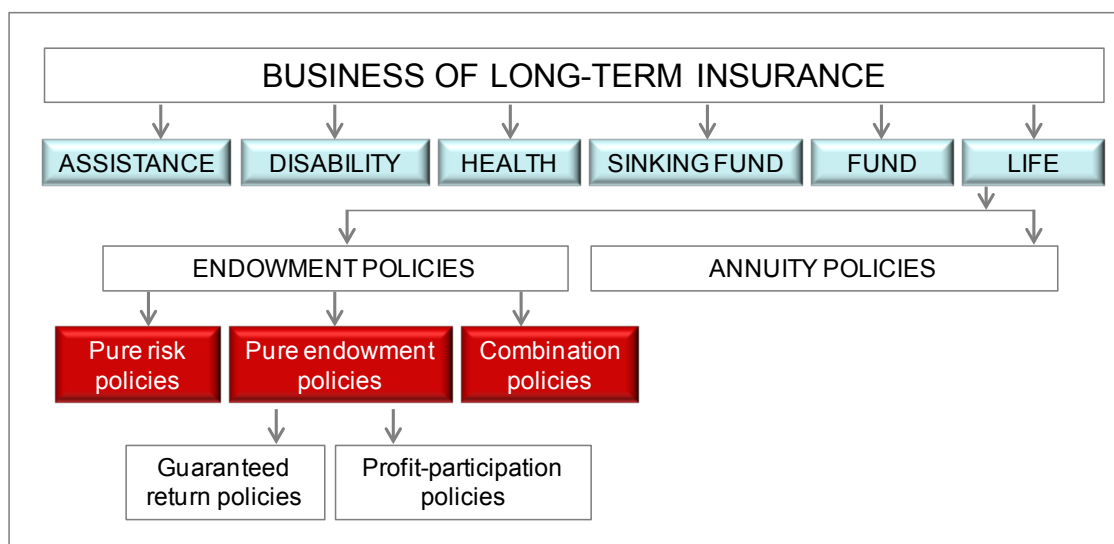 BUSINESS OF LONG-TERM INSURANCE
ASSISTANCE
DISABILITY
HEALTH
SINKING FUND
FUND
LIFE
ENDOWMENT POLICIES
ANNUITY POLICIES
Pure risk
policies
Pure endowment
policies
Combination
policies
Guaranteed
return policies
Profit-participation
policies